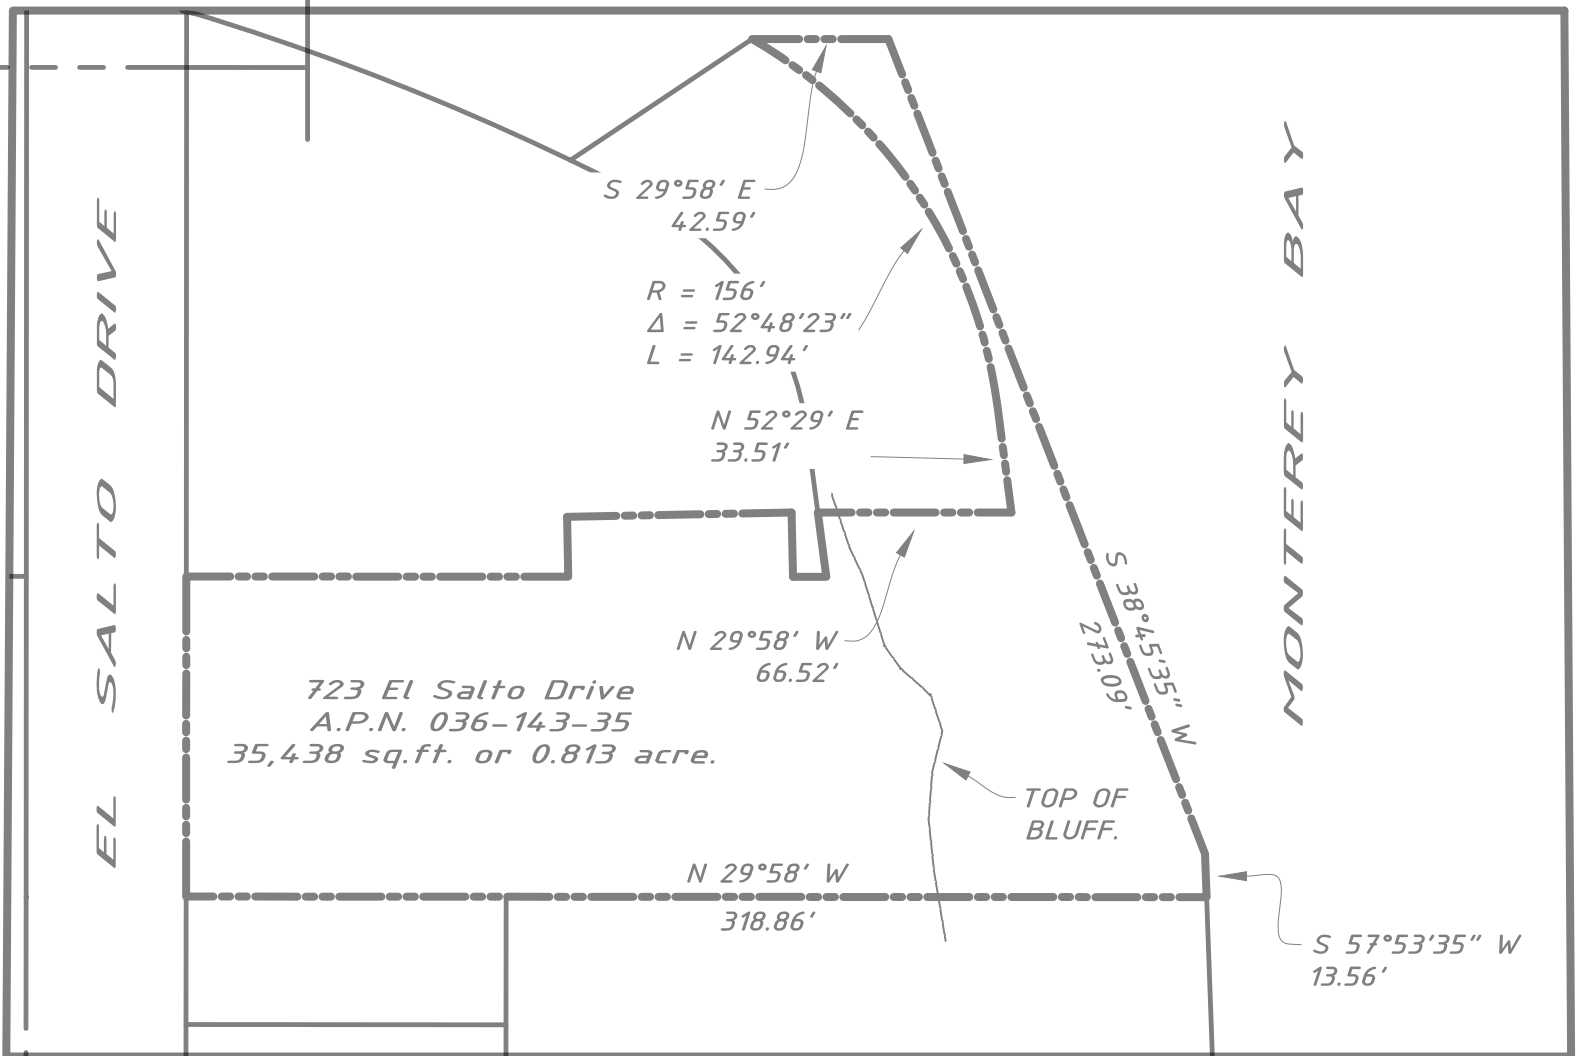 S 29°58' E
42.59'
R = 156'
Δ = 52°48'23"
L = 142.94'
N 52°29' E
33.51'
N 29°58' W
66.52'
S 38°45'35" W
273.09'
723 El Salto Drive
A.P.N. 036-143-35
35,438 sq.ft. or 0.813 acre.
TOP OF
BLUFF.
N 29°58' W
318.86'
S 57°53'35" W
13.56'
EL SALTO DRIVE
MONTEREY BAY